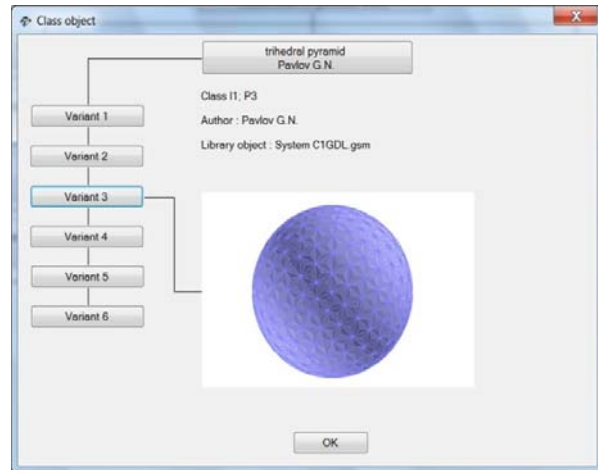 Class object
trihedral pyramid
Pavlov G.N.
Class I1; P3
Author : Pavlov G.N.
Library object : System C1GDL.gsm
Variant 1
Variant 2
Variant 3
Variant 4
Variant 5
Variant 6
OK